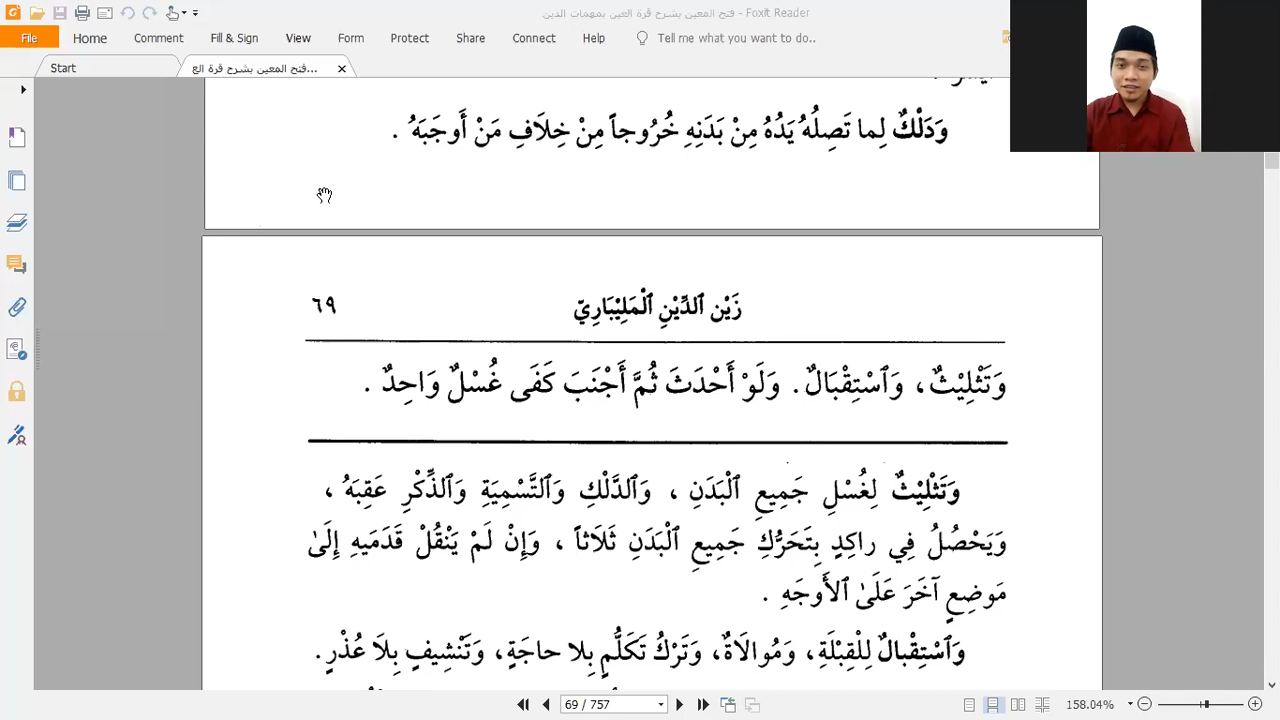 فتح المعين بشرح قرة العين بمهمات الدين - Foxit Reader
File Home Comment Fill & Sign View Form Protect Share Connect Help Tell me what you want to do..
Start
فتح المعين بشرح قرة الع...
وَدَلْكٌ لِما تَصِلُهُ يَدُهُ مِنْ بَدَنِهِ خُرُوجاً مِنْ خِلَافِ مَنْ أَوجَبَهُ .
زَيْن ٱلدِّيْنِ ٱلْمَلِيْبَارِيّ ٦٩
وَتَثْلِيْثٌ، وَٱسْتِقْبَالٌ. وَلَوْ أَحْدَثَ ثُمَّ أَجْنَبَ كَفَى غُسْلٌ وَاحِدٌ .
وَتَثْلِيْثٌ لِغُسْلِ جَمِيعِ ٱلْبَدَنِ ، وَٱلدَّلْكِ وَٱلتَّسْمِيَةِ وَٱلذِّكْرِ عَقِبَهُ ،
وَيَحْصُلُ فِي راكِدٍ بِتَحَرُّكِ جَمِيعِ ٱلْبَدَنِ ثَلَاثاً ، وَإِنْ لَمْ يَنْقُلْ قَدَمَيهِ إِلَىٰ
مَوضِعٍ آخَرَ عَلَىٰ ٱلأَوجَهِ .
وَٱسْتِقْبالٌ لِلْقِبْلَةِ، وَمُوالَاةٌ، وَتَرْكُ تَكَلُّمٍ بِلا حاجَةٍ، وَتَنْشِيفٍ بِلَا عُذْرٍ.
69 / 757
158.04%